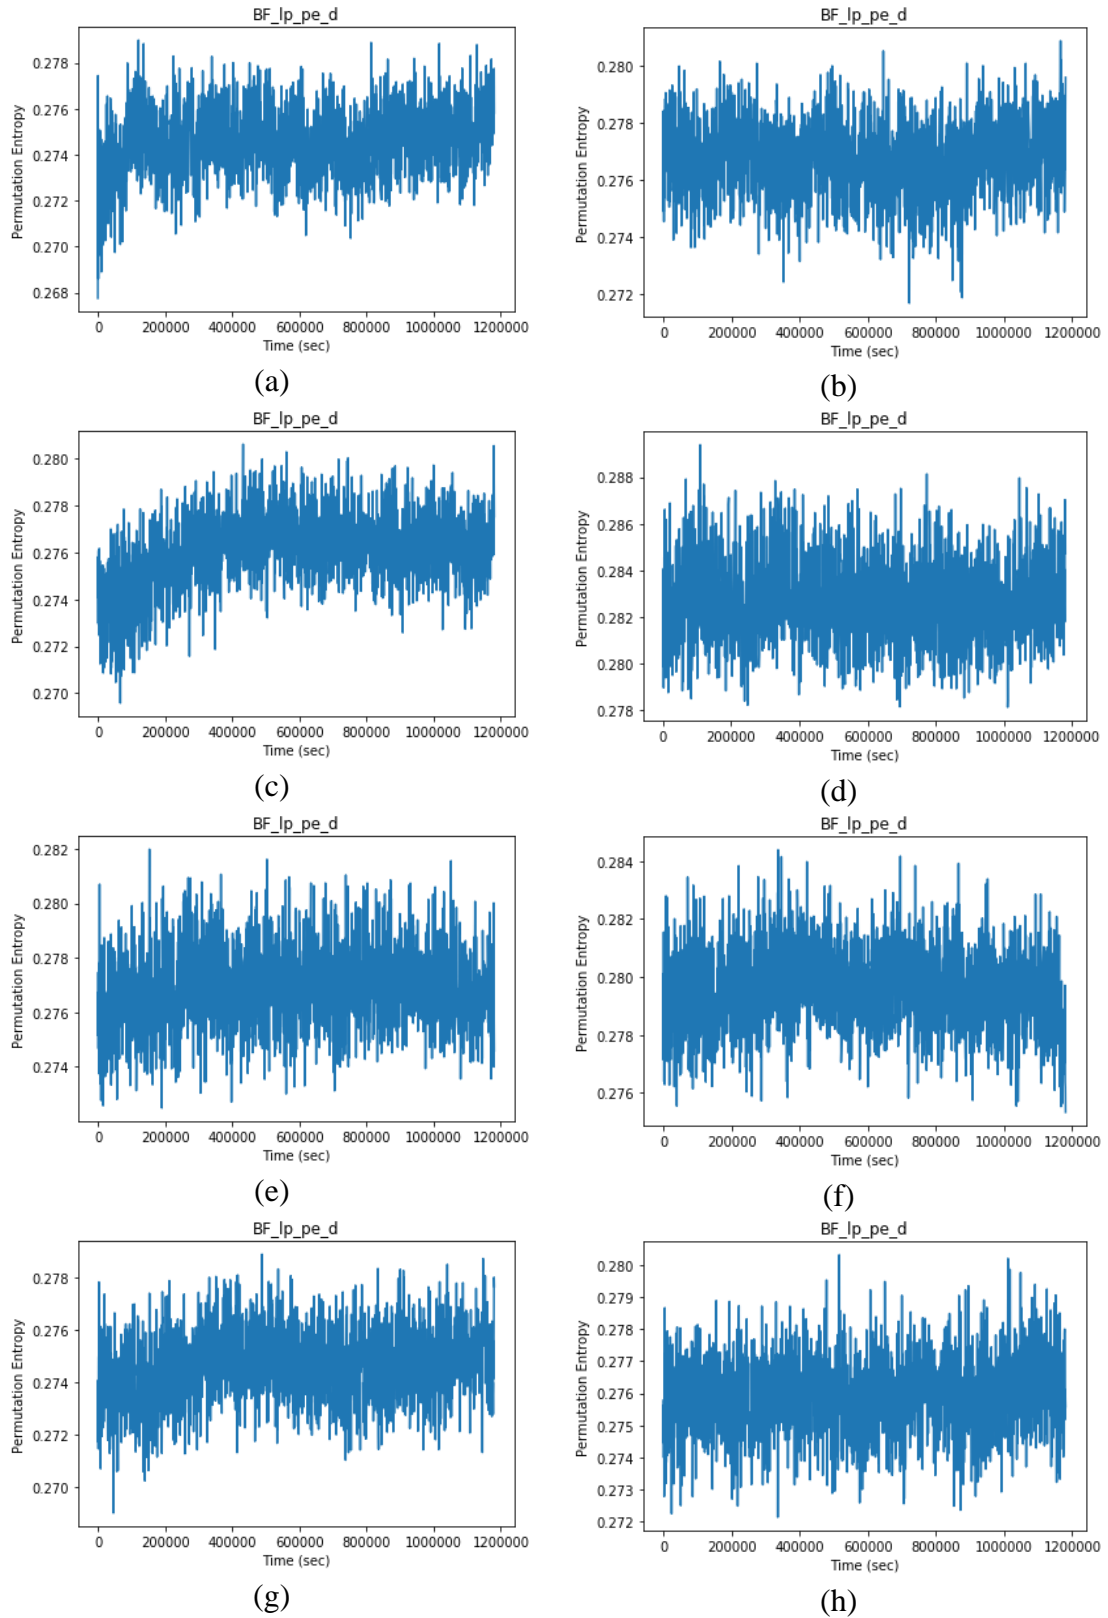 BF_lp_pe_d
Permutation Entropy
0.278
0.276
0.274
0.272
0.270
0.268
0 200000 400000 600000 800000 1000000 1200000
Time (sec)
(a)
BF_lp_pe_d
Permutation Entropy
0.280
0.278
0.276
0.274
0.272
0 200000 400000 600000 800000 1000000 1200000
Time (sec)
(b)
BF_lp_pe_d
Permutation Entropy
0.280
0.278
0.276
0.274
0.272
0.270
0 200000 400000 600000 800000 1000000 1200000
Time (sec)
(c)
BF_lp_pe_d
Permutation Entropy
0.288
0.286
0.284
0.282
0.280
0.278
0 200000 400000 600000 800000 1000000 1200000
Time (sec)
(d)
BF_lp_pe_d
Permutation Entropy
0.282
0.280
0.278
0.276
0.274
0 200000 400000 600000 800000 1000000 1200000
Time (sec)
(e)
BF_lp_pe_d
Permutation Entropy
0.284
0.282
0.280
0.278
0.276
0 200000 400000 600000 800000 1000000 1200000
Time (sec)
(f)
BF_lp_pe_d
Permutation Entropy
0.278
0.276
0.274
0.272
0.270
0 200000 400000 600000 800000 1000000 1200000
Time (sec)
(g)
BF_lp_pe_d
Permutation Entropy
0.280
0.279
0.278
0.277
0.276
0.275
0.274
0.273
0.272
0 200000 400000 600000 800000 1000000 1200000
Time (sec)
(h)